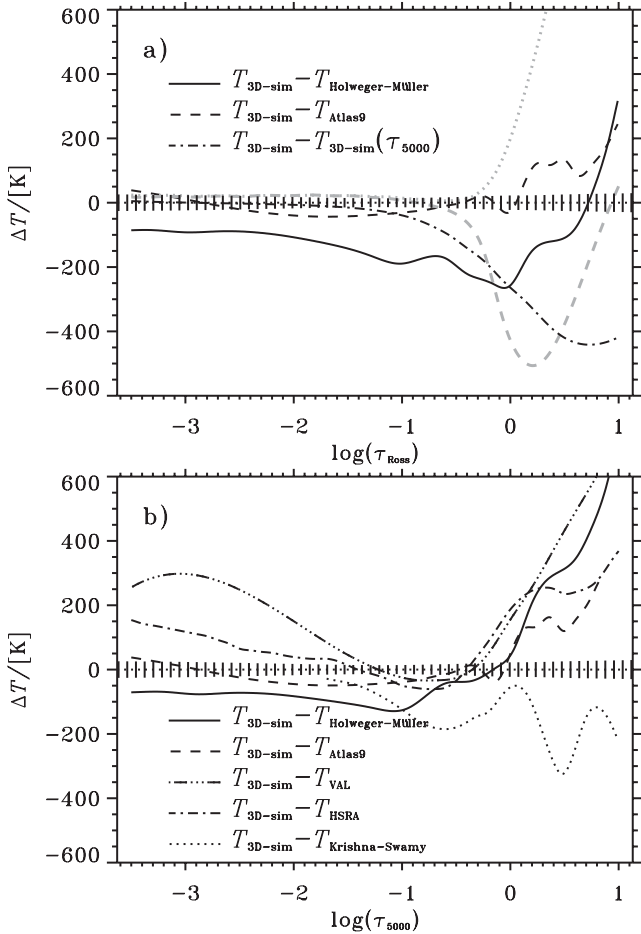 600
400
200
0
−200
−400
−600
ΔT/[K]
a)
T3D−sim−THolweger−Müller
T3D−sim−TAtlas9
T3D−sim−T3D−sim(τ5000)
−3 −2 −1 0 1
log(τRoss)
600
400
200
0
−200
−400
−600
ΔT/[K]
b)
T3D−sim−THolweger−Müller
T3D−sim−TAtlas9
T3D−sim−TVAL
T3D−sim−THSRA
T3D−sim−TKrishna−Swamy
−3 −2 −1 0 1
log(τ5000)